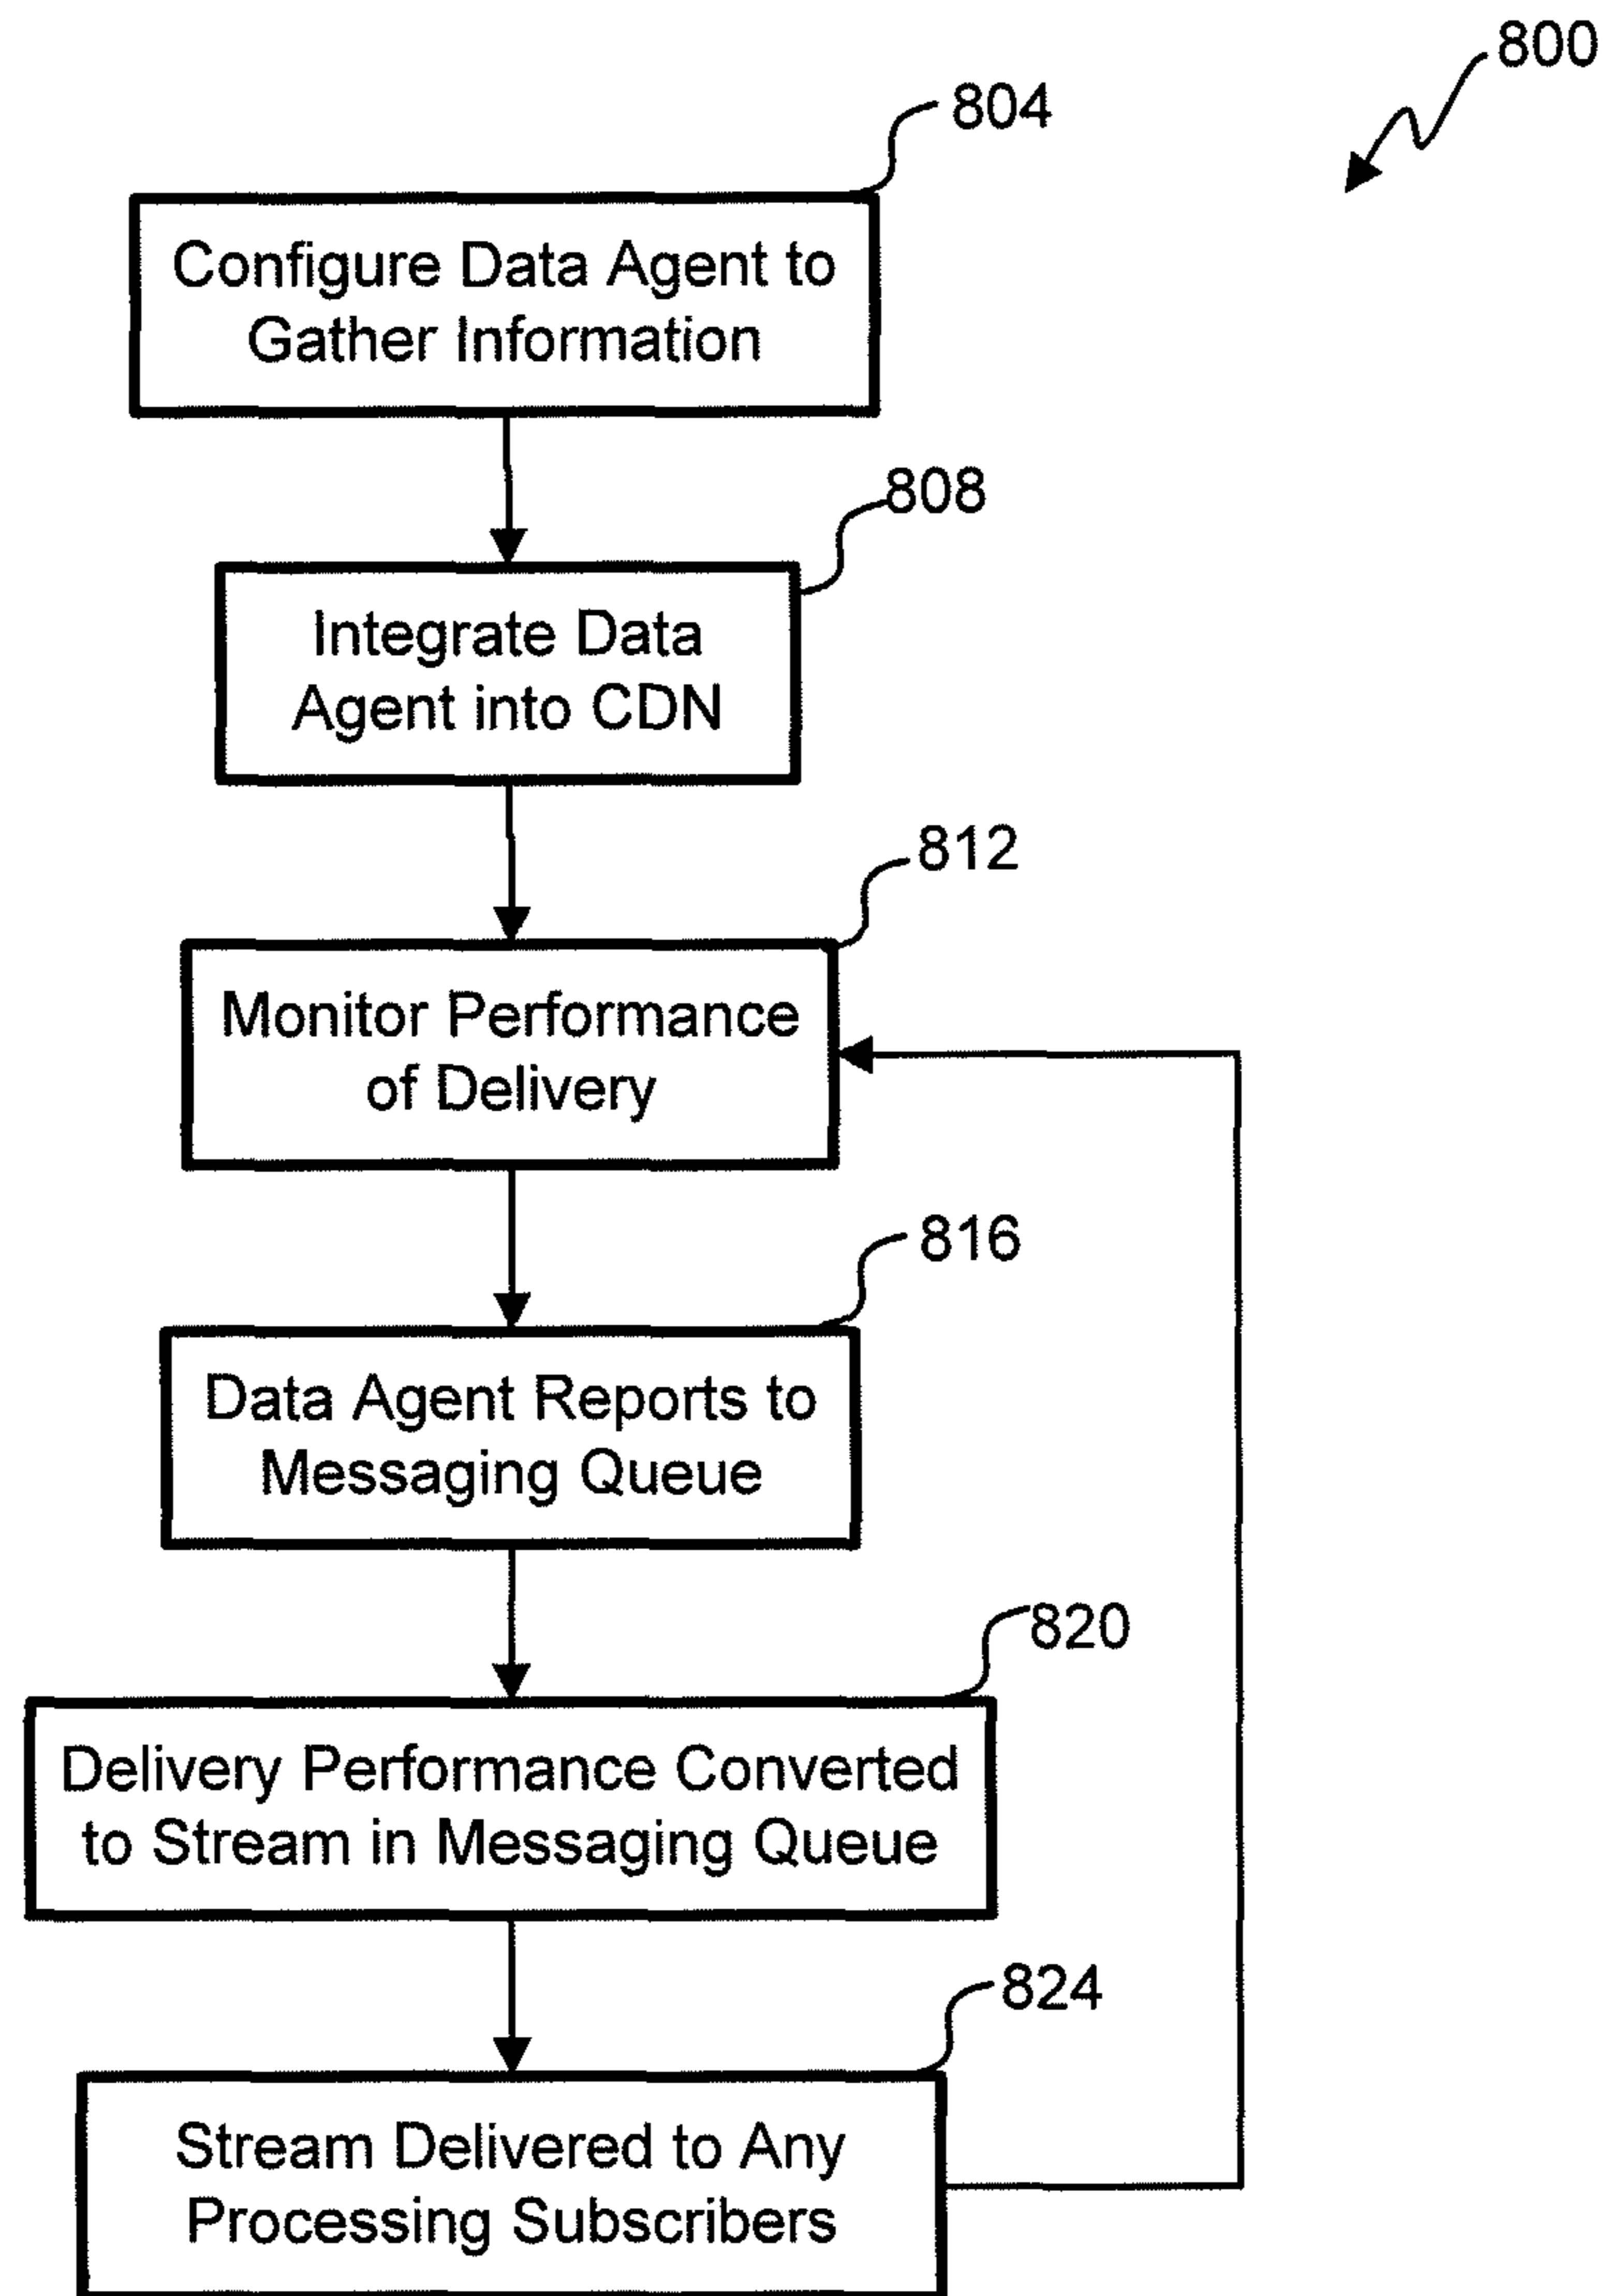 800
804
Configure Data Agent to
Gather Information
808
Integrate Data
Agent into CDN
812
Monitor Performance
of Delivery
816
Data Agent Reports to
Messaging Queue
820
Delivery Performance Converted
to Stream in Messaging Queue
824
Stream Delivered to Any
Processing Subscribers